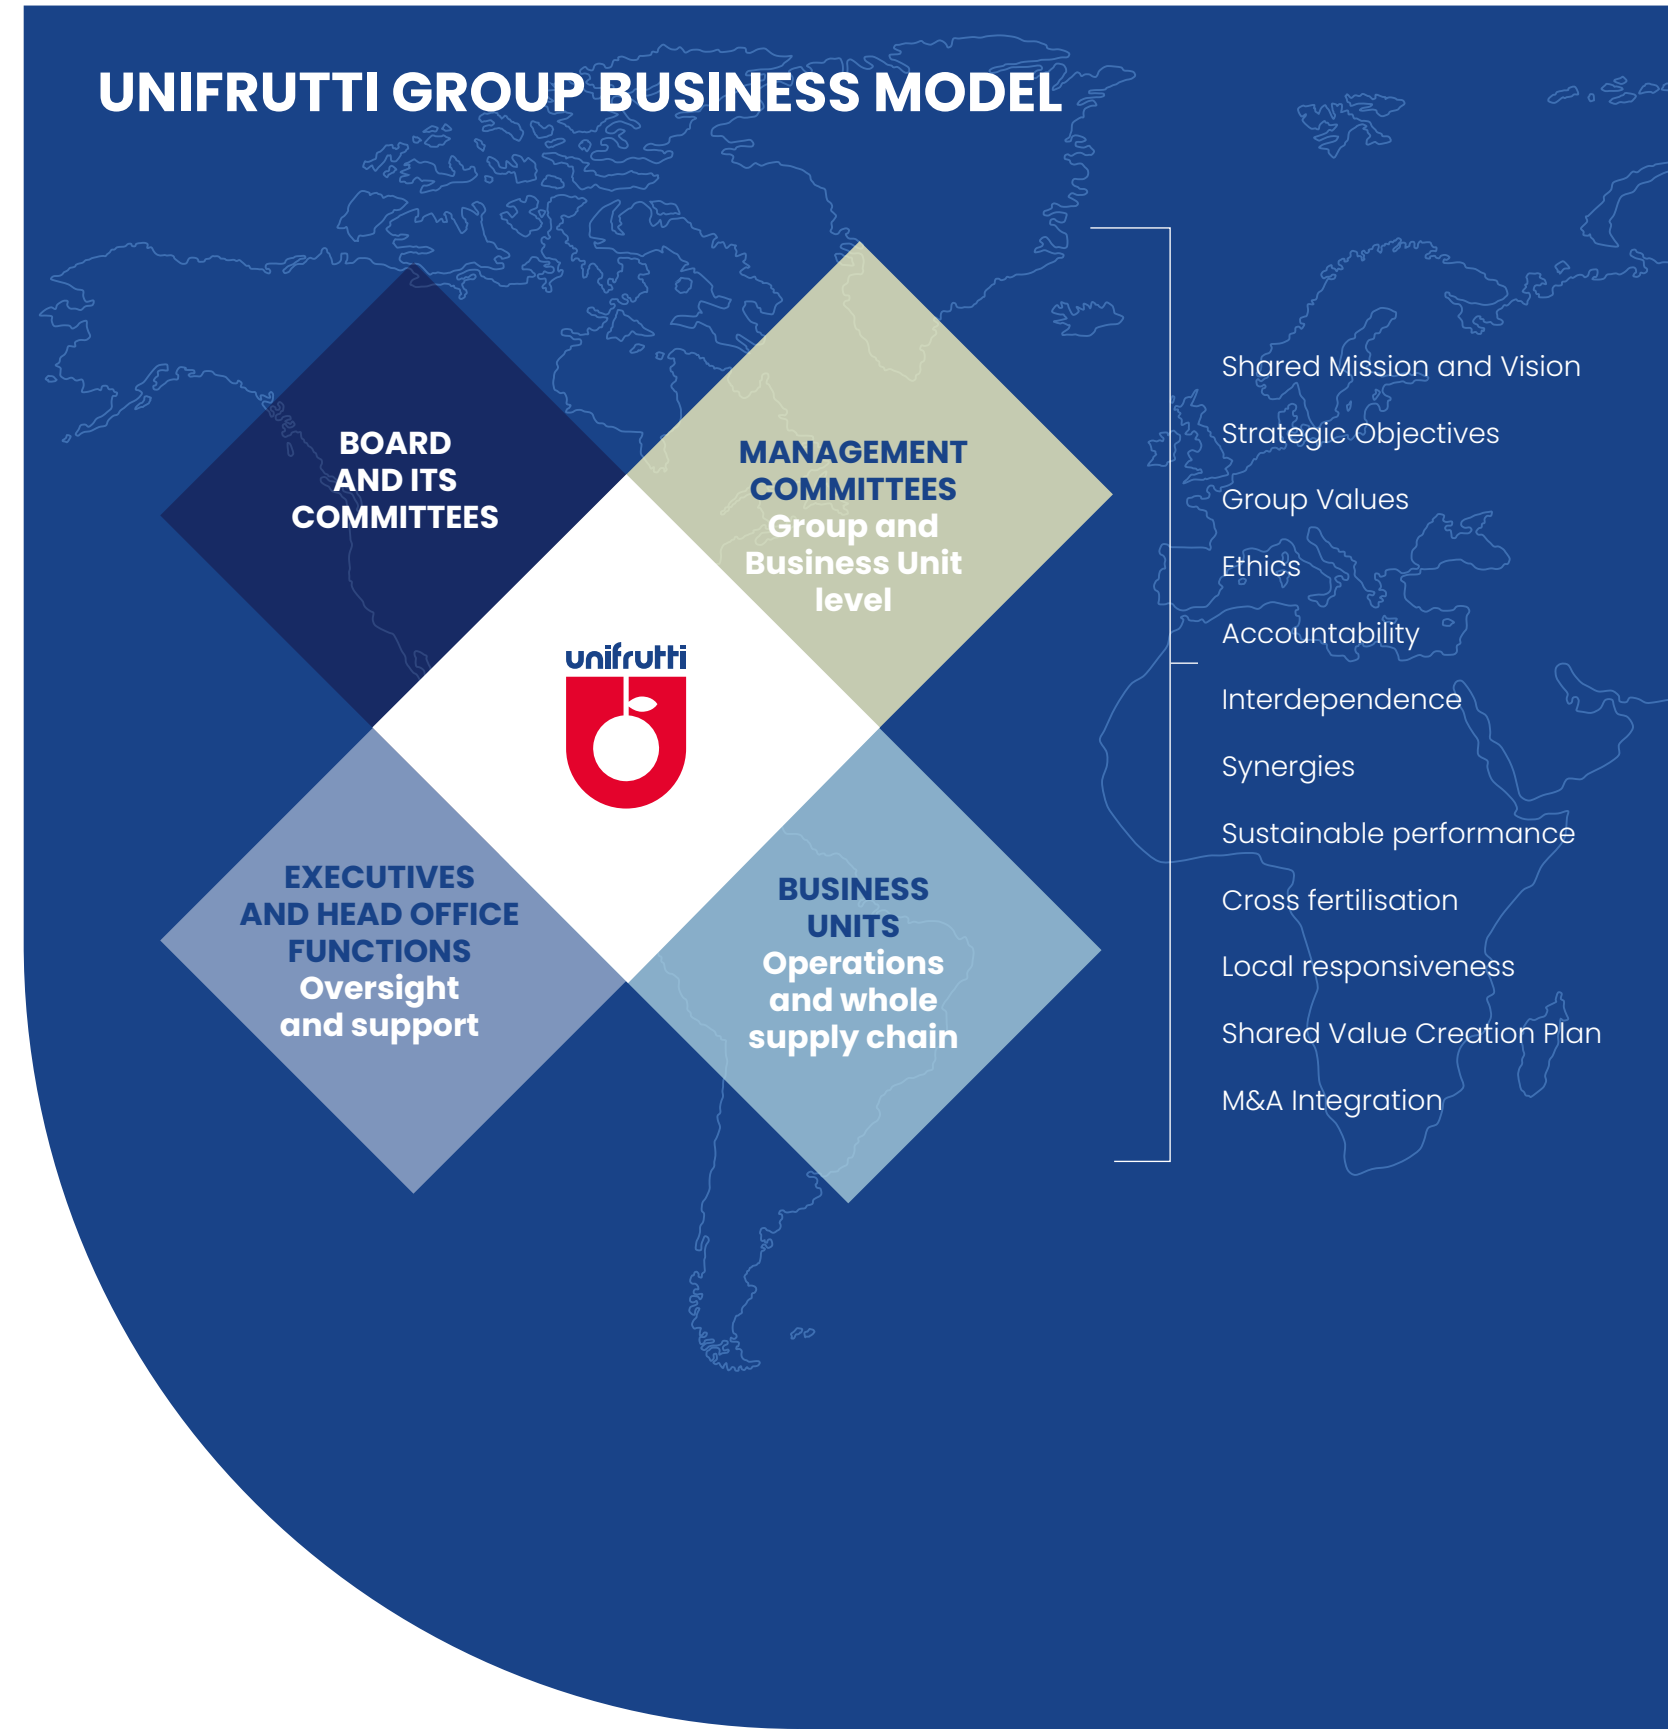 UNIFRUTTI GROUP BUSINESS MODEL
BOARD
AND ITS
COMMITTEES
MANAGEMENT
COMMITTEES
Group and
Business Unit
level
unifrutti
EXECUTIVES
AND HEAD OFFICE
FUNCTIONS
Oversight
and support
BUSINESS
UNITS
Operations
and whole
supply chain
Shared Mission and Vision
Strategic Objectives
Group Values
Ethics
Accountability
Interdependence
Synergies
Sustainable performance
Cross fertilisation
Local responsiveness
Shared Value Creation Plan
M&A Integration